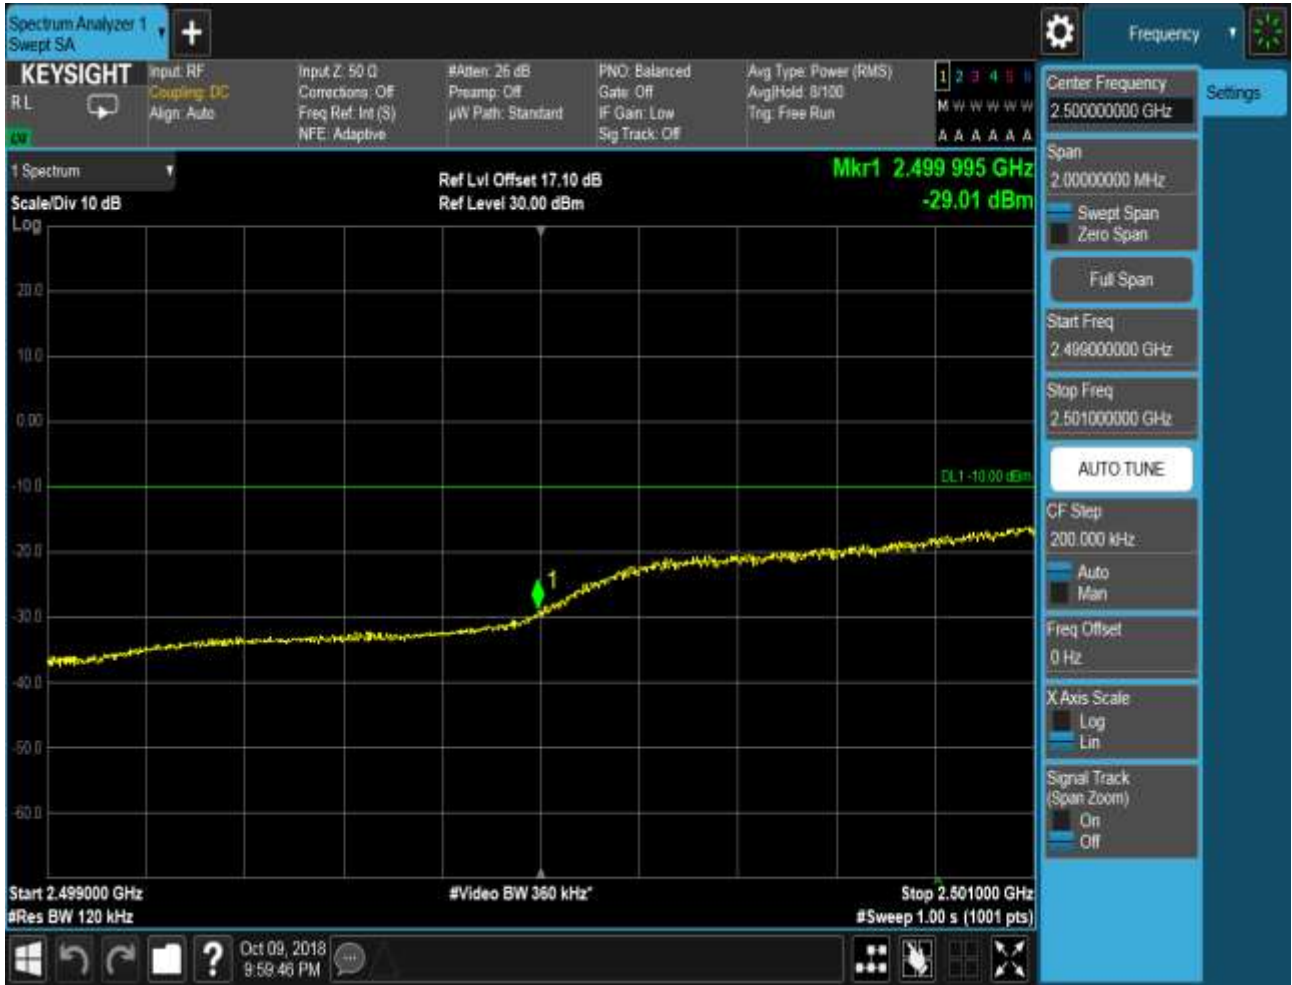 Spectrum Analyzer 1
Swept SA
Frequency
KEYSIGHT
R L
Input: RF
Coupling: DC
Align: Auto
Input Z: 50 Ω
Corrections: Off
Freq Ref: Int (S)
NFE: Adaptive
#Atten: 26 dB
Preamp: Off
µW Path: Standard
PNO: Balanced
Gate: Off
IF Gain: Low
Sig Track: Off
Avg Type: Power (RMS)
Avg|Hold: 8/100
Trig: Free Run
1 2 3 4 5 6
M W W W W W
A A A A A A
1 Spectrum
Scale/Div 10 dB
Log
Ref Lvl Offset 17.10 dB
Ref Level 30.00 dBm
Mkr1 2.499 995 GHz
-29.01 dBm
20.0
10.0
0.00
-10.0
-20.0
-30.0
-40.0
-50.0
-60.0
DL1 -10.00 dBm
1
Start 2.499000 GHz
#Res BW 120 kHz
#Video BW 360 kHz*
Stop 2.501000 GHz
#Sweep 1.00 s (1001 pts)
Oct 09, 2018
9:59:46 PM
Center Frequency
2.500000000 GHz
Settings
Span
2.00000000 MHz
Swept Span
Zero Span
Full Span
Start Freq
2.499000000 GHz
Stop Freq
2.501000000 GHz
AUTO TUNE
CF Step
200.000 kHz
Auto
Man
Freq Offset
0 Hz
X Axis Scale
Log
Lin
Signal Track
(Span Zoom)
On
Off